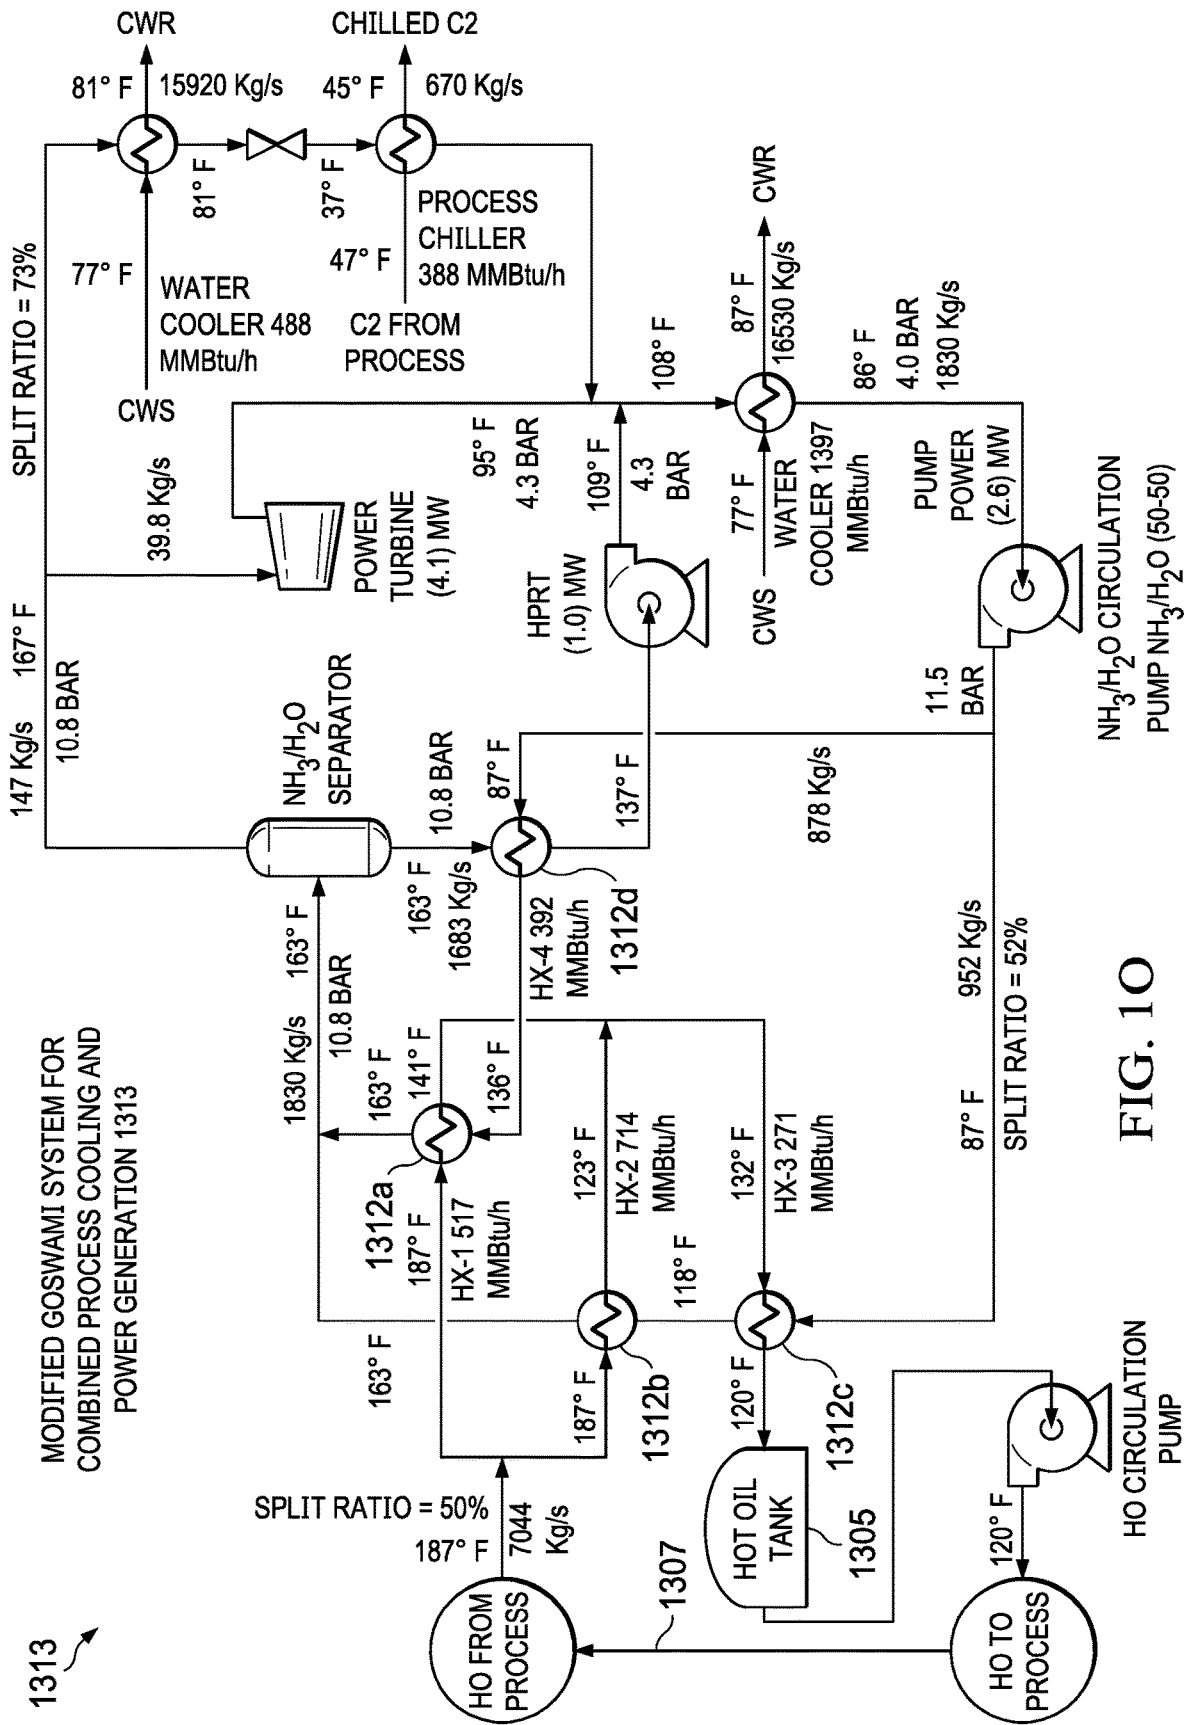 1313
MODIFIED GOSWAMI SYSTEM FOR
COMBINED PROCESS COOLING AND
POWER GENERATION 1313
147 Kg/s
167° F
10.8 BAR
SPLIT RATIO = 73%
39.8 Kg/s
CWR
81° F
15920 Kg/s
77° F
WATER
COOLER 488
MMBtu/h
CWS
81° F
37° F
CHILLED C2
45° F
670 Kg/s
47° F
PROCESS
CHILLER
388 MMBtu/h
C2 FROM
PROCESS
POWER
TURBINE
(4.1) MW
NH3/H2O
SEPARATOR
1830 Kg/s
163° F
10.8 BAR
163° F
1683 Kg/s
10.8 BAR
87° F
HX-4 392
MMBtu/h
1312d
137° F
HPRT
(1.0) MW
109° F
4.3
BAR
95° F
4.3 BAR
108° F
87° F
16530 Kg/s
CWR
77° F
WATER
COOLER 1397
MMBtu/h
CWS
86° F
4.0 BAR
1830 Kg/s
PUMP
POWER
(2.6) MW
NH3/H2O CIRCULATION
PUMP NH3/H2O (50-50)
11.5
BAR
878 Kg/s
952 Kg/s
87° F
SPLIT RATIO = 52%
163° F
141° F
136° F
1312a
187° F
HX-1 517
MMBtu/h
163° F
123° F
HX-2 714
MMBtu/h
187° F
1312b
118° F
132° F
HX-3 271
MMBtu/h
120° F
1312c
SPLIT RATIO = 50%
187° F
7044
Kg/s
HO FROM
PROCESS
HOT OIL
TANK
1305
1307
120° F
HO CIRCULATION
PUMP
HO TO
PROCESS
FIG. 1O